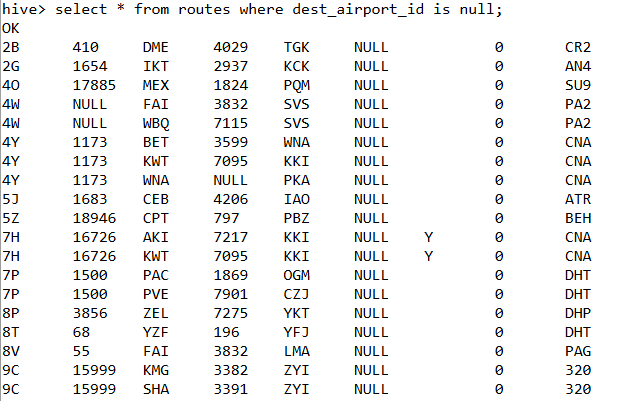 hive> select * from routes where dest_airport_id is null;
OK
2B 410 DME 4029 TGK NULL 0 CR2
2G 1654 IKT 2937 KCK NULL 0 AN4
4O 17885 MEX 1824 PQM NULL 0 SU9
4W NULL FAI 3832 SVS NULL 0 PA2
4W NULL WBQ 7115 SVS NULL 0 PA2
4Y 1173 BET 3599 WNA NULL 0 CNA
4Y 1173 KWT 7095 KKI NULL 0 CNA
4Y 1173 WNA NULL PKA NULL 0 CNA
5J 1683 CEB 4206 IAO NULL 0 ATR
5Z 18946 CPT 797 PBZ NULL 0 BEH
7H 16726 AKI 7217 KKI NULL Y 0 CNA
7H 16726 KWT 7095 KKI NULL Y 0 CNA
7P 1500 PAC 1869 OGM NULL 0 DHT
7P 1500 PVE 7901 CZJ NULL 0 DHT
8P 3856 ZEL 7275 YKT NULL 0 DHP
8T 68 YZF 196 YFJ NULL 0 DHT
8V 55 FAI 3832 LMA NULL 0 PAG
9C 15999 KMG 3382 ZYI NULL 0 320
9C 15999 SHA 3391 ZYI NULL 0 320